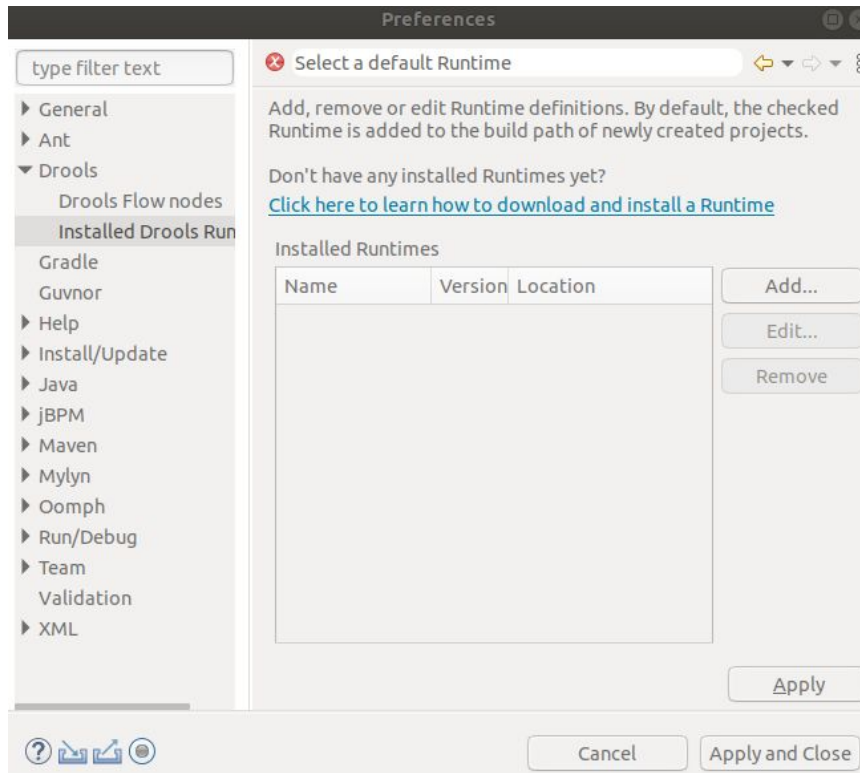 Preferences
type filter text
General
Ant
Drools
Drools Flow nodes
Installed Drools Run
Gradle
Guvnor
Help
Install/Update
Java
jBPM
Maven
Mylyn
Oomph
Run/Debug
Team
Validation
XML
Select a default Runtime
Add, remove or edit Runtime definitions. By default, the checked
Runtime is added to the build path of newly created projects.
Don't have any installed Runtimes yet?
Click here to learn how to download and install a Runtime
Installed Runtimes
Name Version Location
Add...
Edit...
Remove
Apply
Cancel
Apply and Close